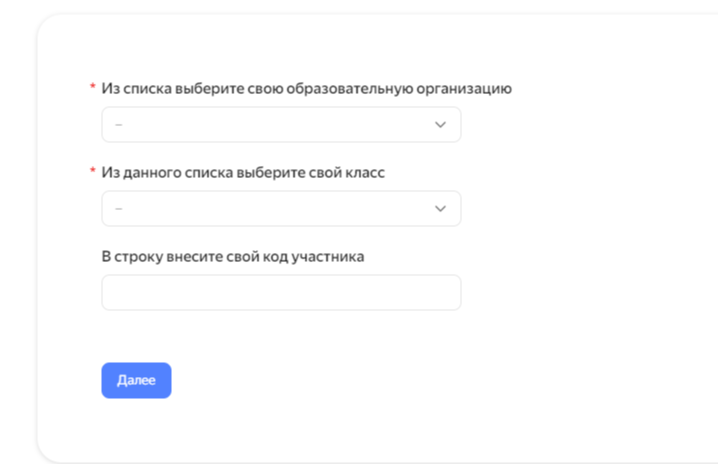 * Из списка выберите свою образовательную организацию
–
* Из данного списка выберите свой класс
–
В строку внесите свой код участника
Далее